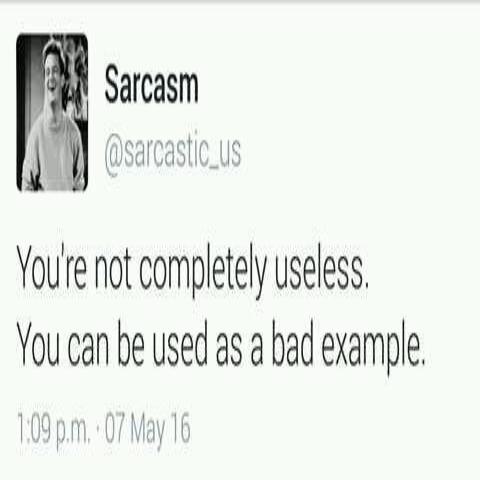 Sarcasm
@sarcastic_us
You're not completely useless.
You can be used as a bad example.
1:09 p.m. · 07 May 16